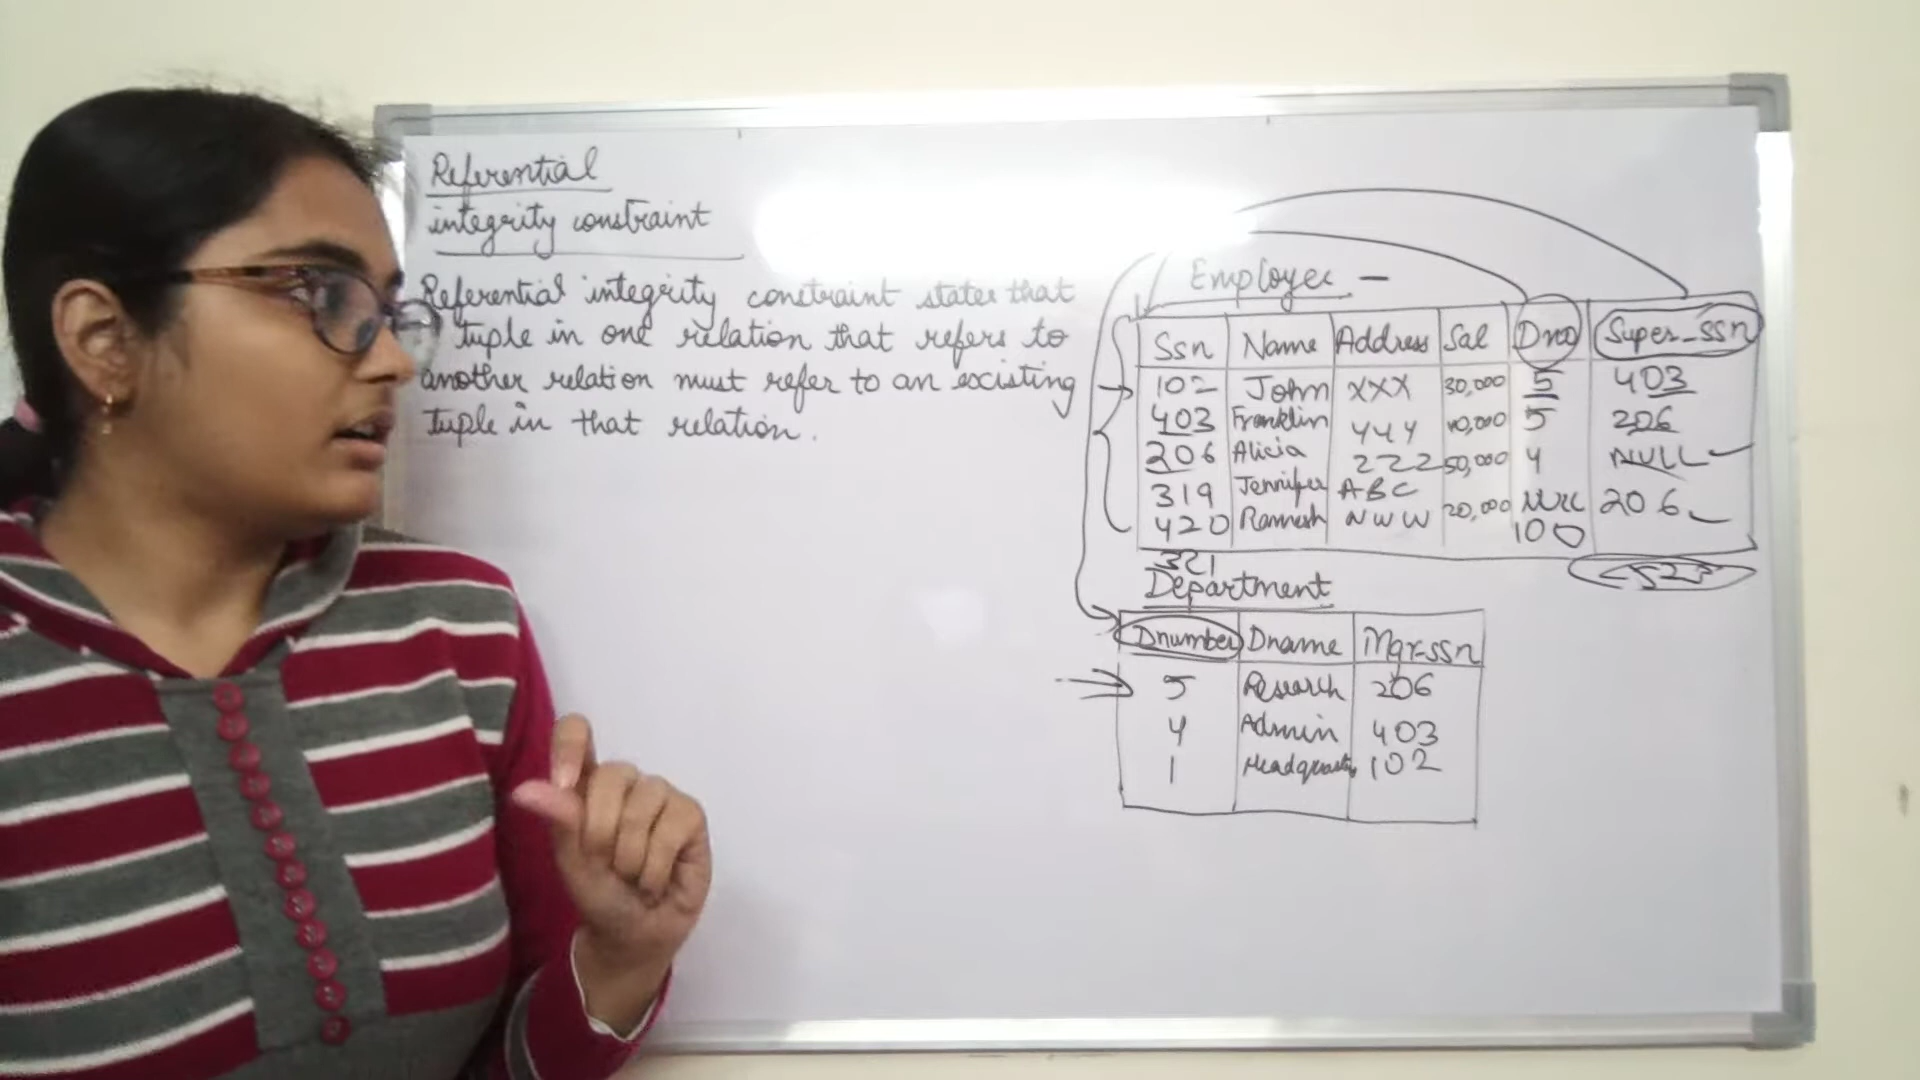 Referential
integrity constraint
Referential integrity constraint states that
tuple in one relation that refers to
another relation must refer to an existing
tuple in that relation.
Employee -
Ssn Name Address Sal Dno Super_ssn
102 John XXX 30,000 5 403
403 Franklin yyy 40,000 5 206
206 Alicia ZZZ 50,000 4 NULL
319 Jennifer ABC NULL 206
420 Ramesh NWW 20,000 100
321 523
Department
Dnumber Dname Mgr-ssn
5 Research 206
4 Admin 403
1 102